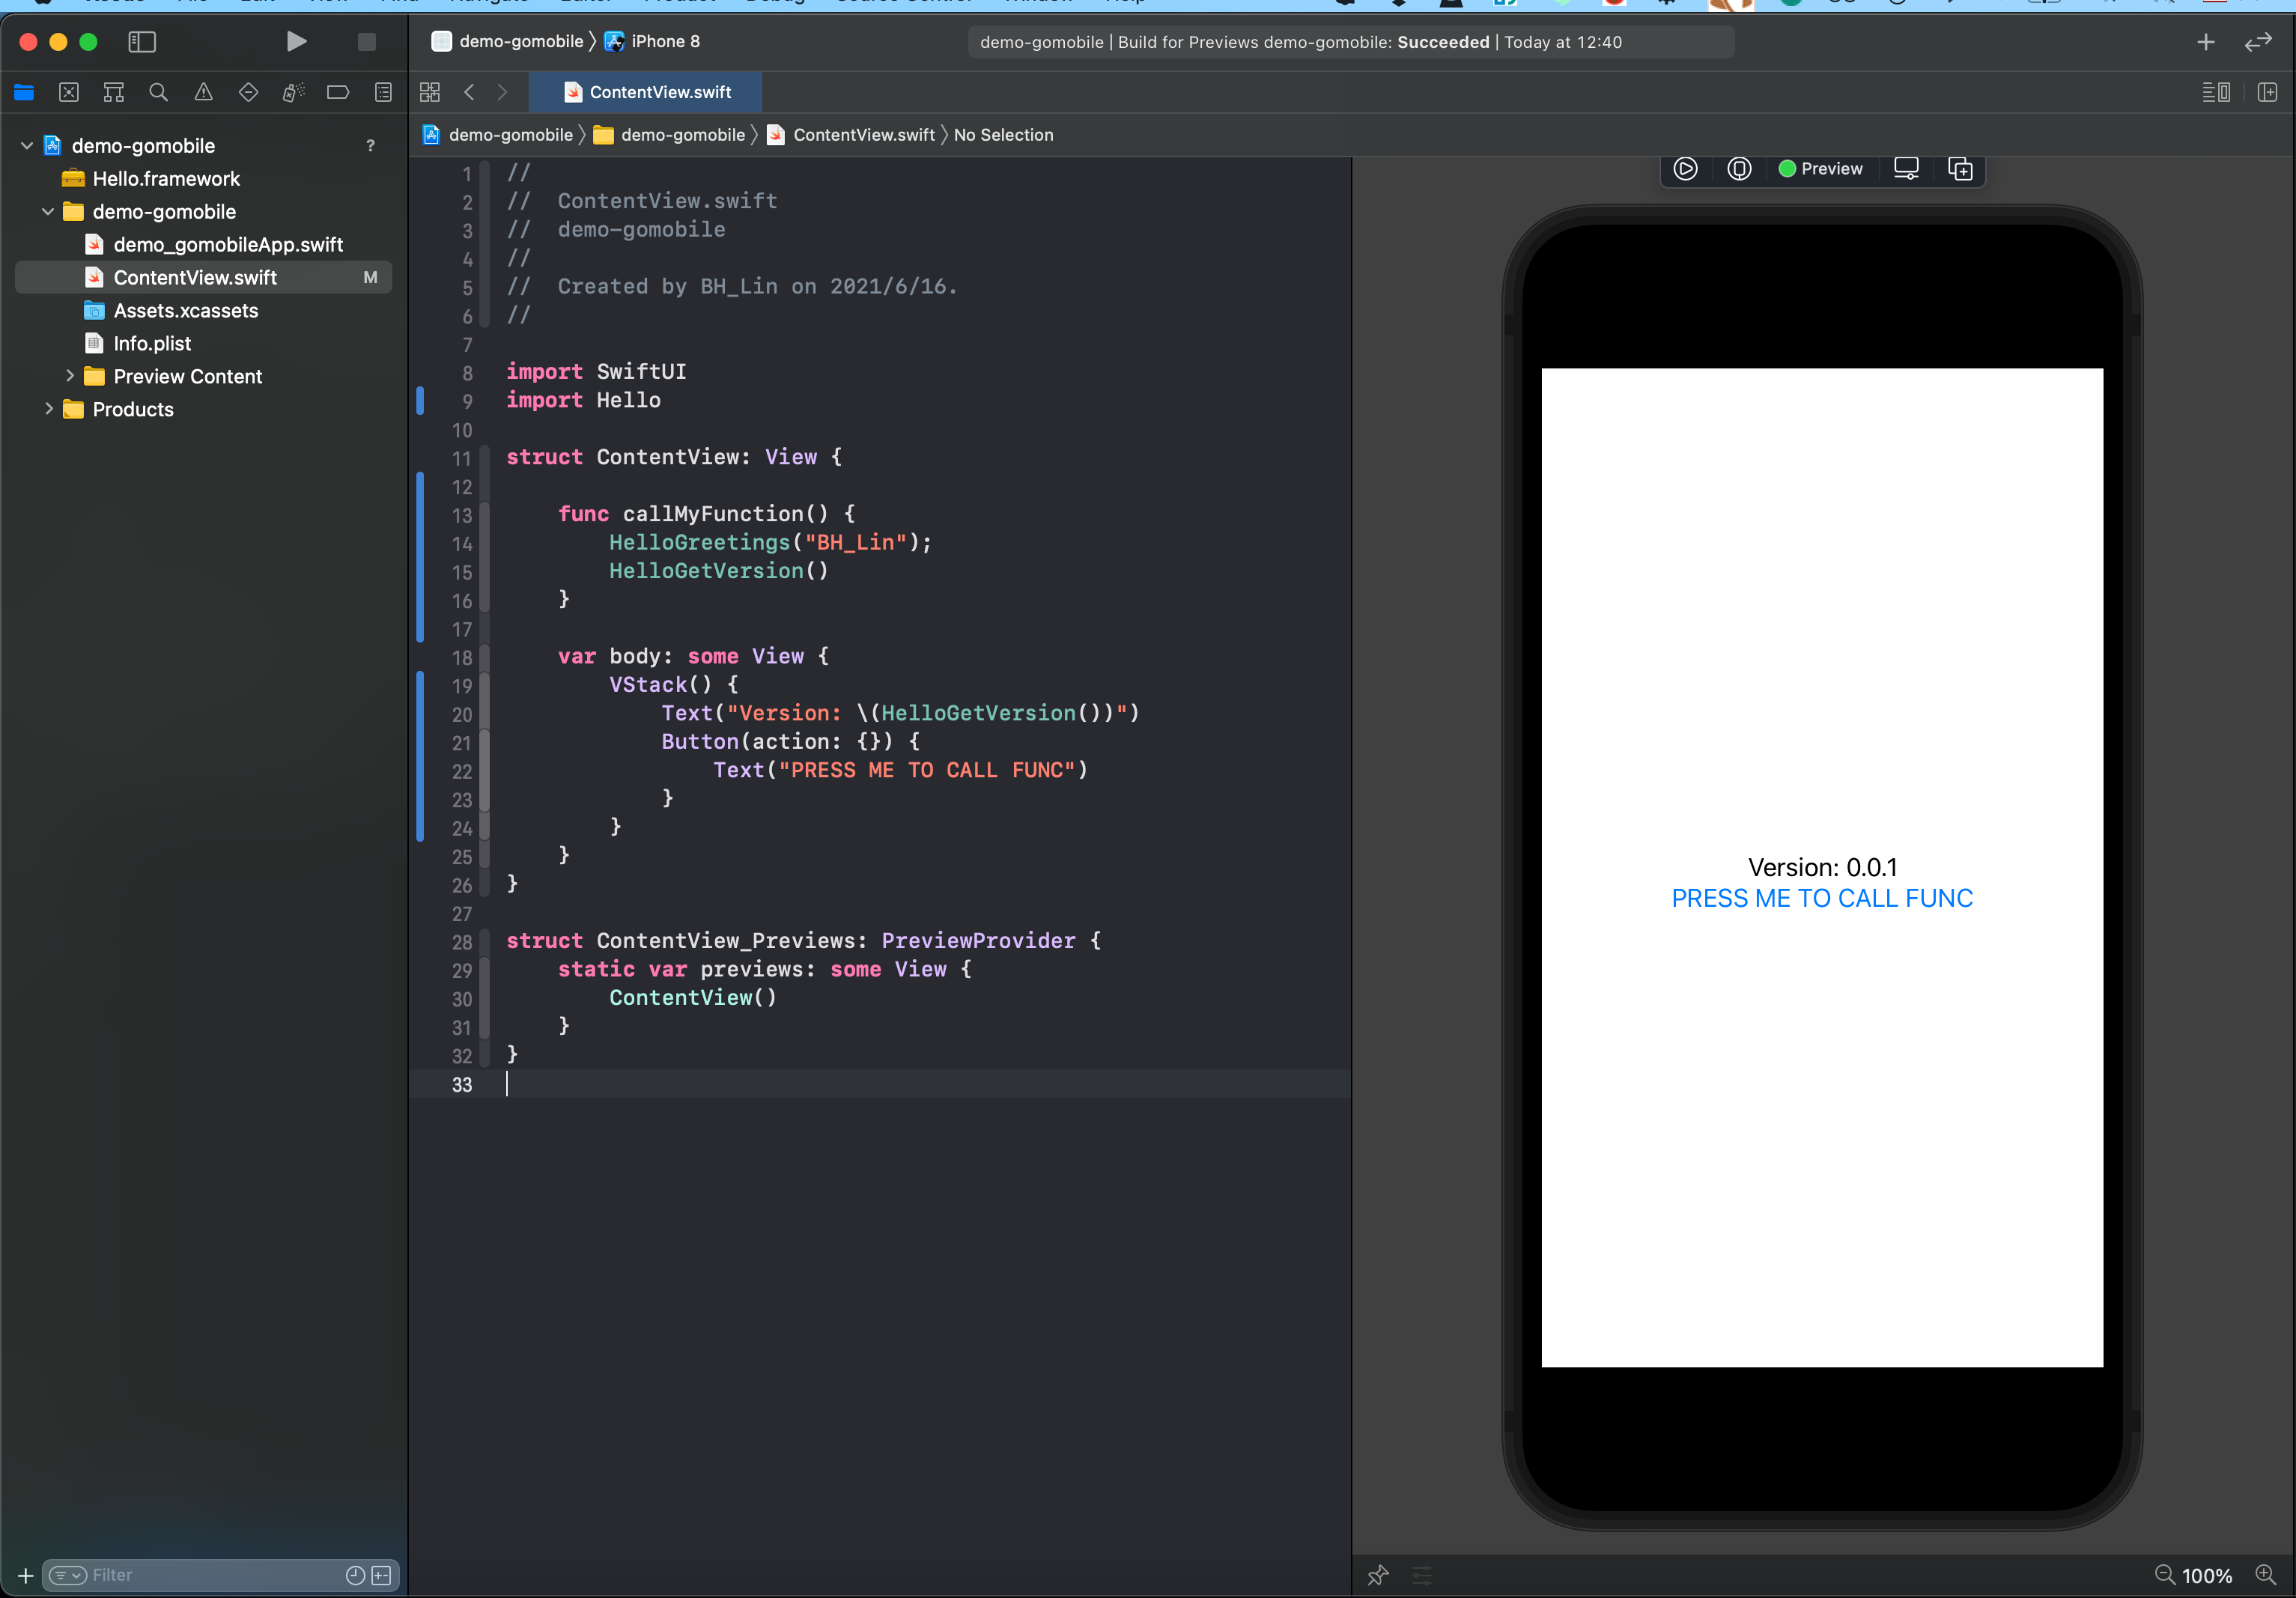 demo-gomobile
iPhone 8
demo-gomobile | Build for Previews demo-gomobile: Succeeded | Today at 12:40
ContentView.swift
demo-gomobile
demo-gomobile
ContentView.swift
No Selection
demo-gomobile ?
Hello.framework
demo-gomobile
demo_gomobileApp.swift
ContentView.swift M
Assets.xcassets
Info.plist
Preview Content
Products
Filter
1 //
2 //  ContentView.swift
3 //  demo-gomobile
4 //
5 //  Created by BH_Lin on 2021/6/16.
6 //
7
8 import SwiftUI
9 import Hello
10
11 struct ContentView: View {
12
13     func callMyFunction() {
14         HelloGreetings("BH_Lin");
15         HelloGetVersion()
16     }
17
18     var body: some View {
19         VStack() {
20             Text("Version: \(HelloGetVersion())")
21             Button(action: {}) {
22                 Text("PRESS ME TO CALL FUNC")
23             }
24         }
25     }
26 }
27
28 struct ContentView_Previews: PreviewProvider {
29     static var previews: some View {
30         ContentView()
31     }
32 }
33
Preview
Version: 0.0.1
PRESS ME TO CALL FUNC
100%